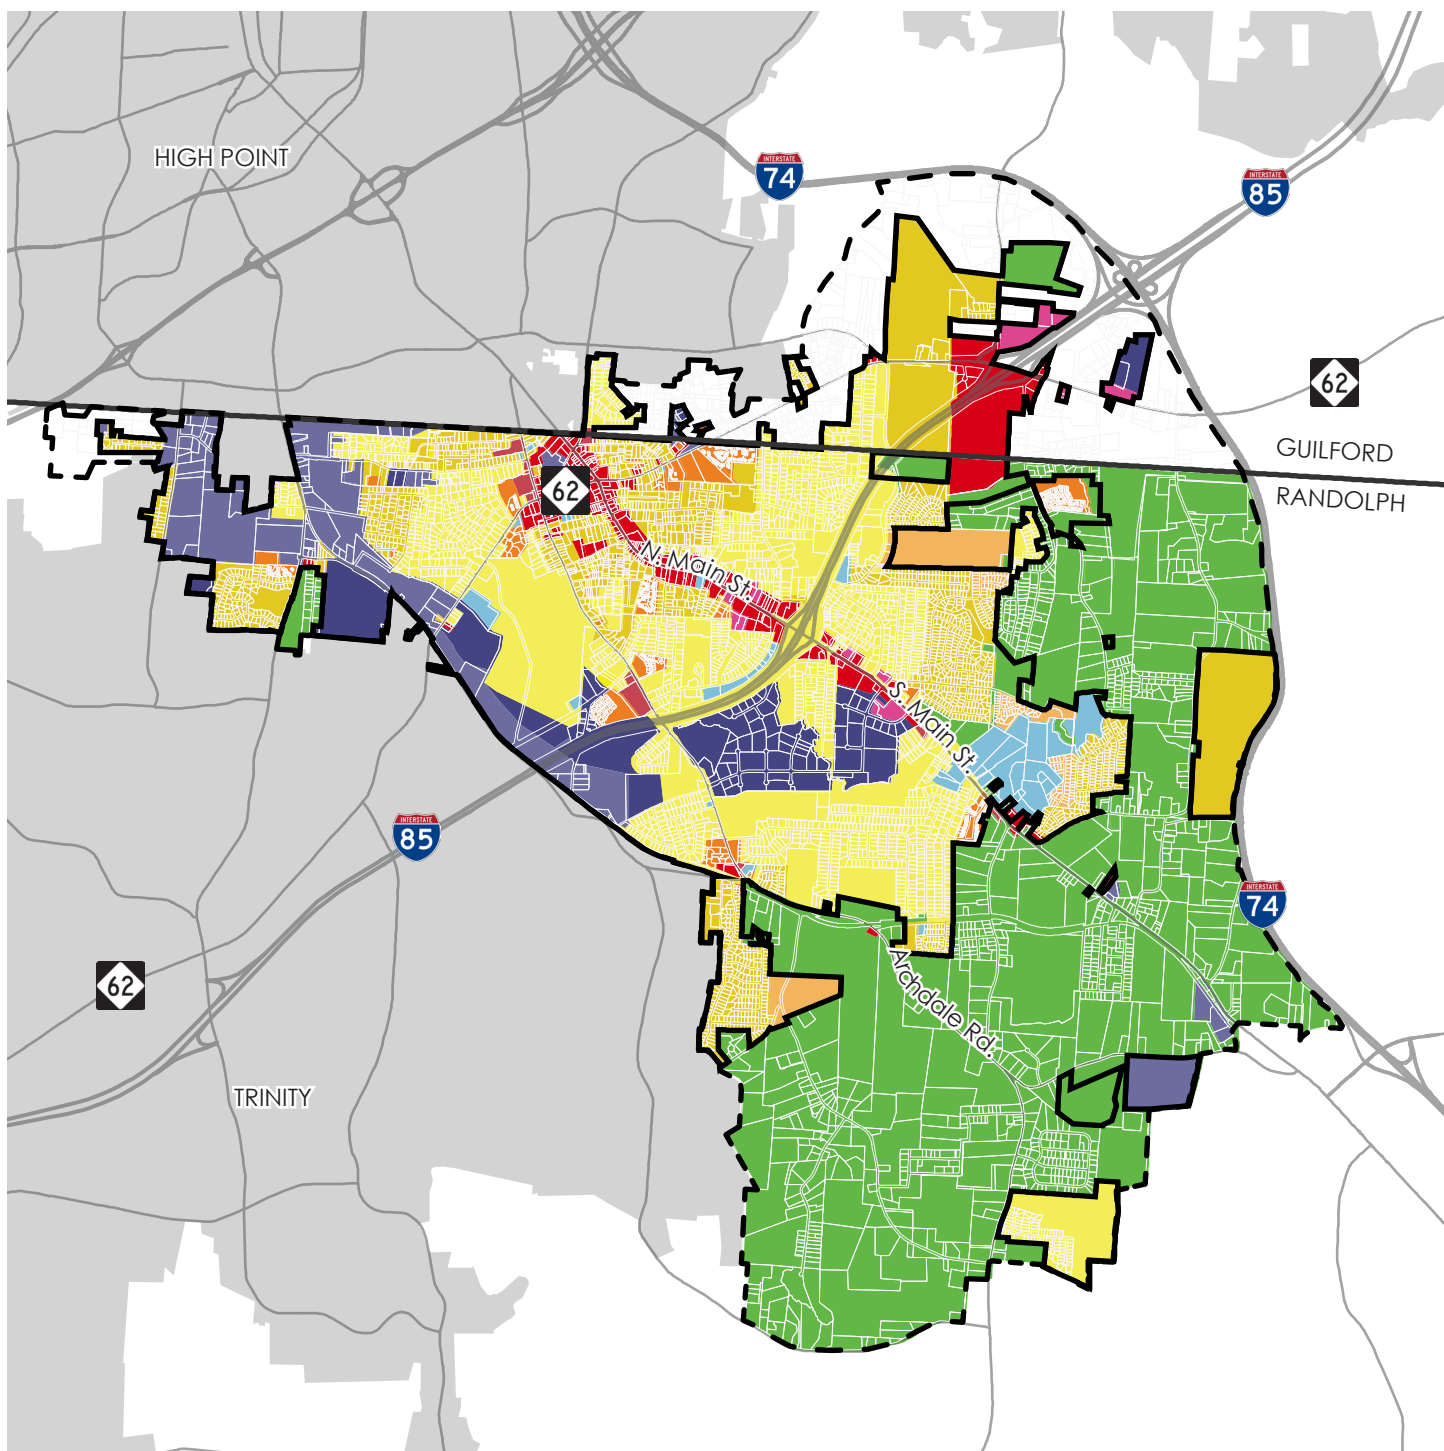 HIGH POINT
INTERSTATE
74
INTERSTATE
85
62
GUILFORD
RANDOLPH
62
N. Main St.
S. Main St.
INTERSTATE
85
INTERSTATE
74
62
Archdale Rd.
TRINITY